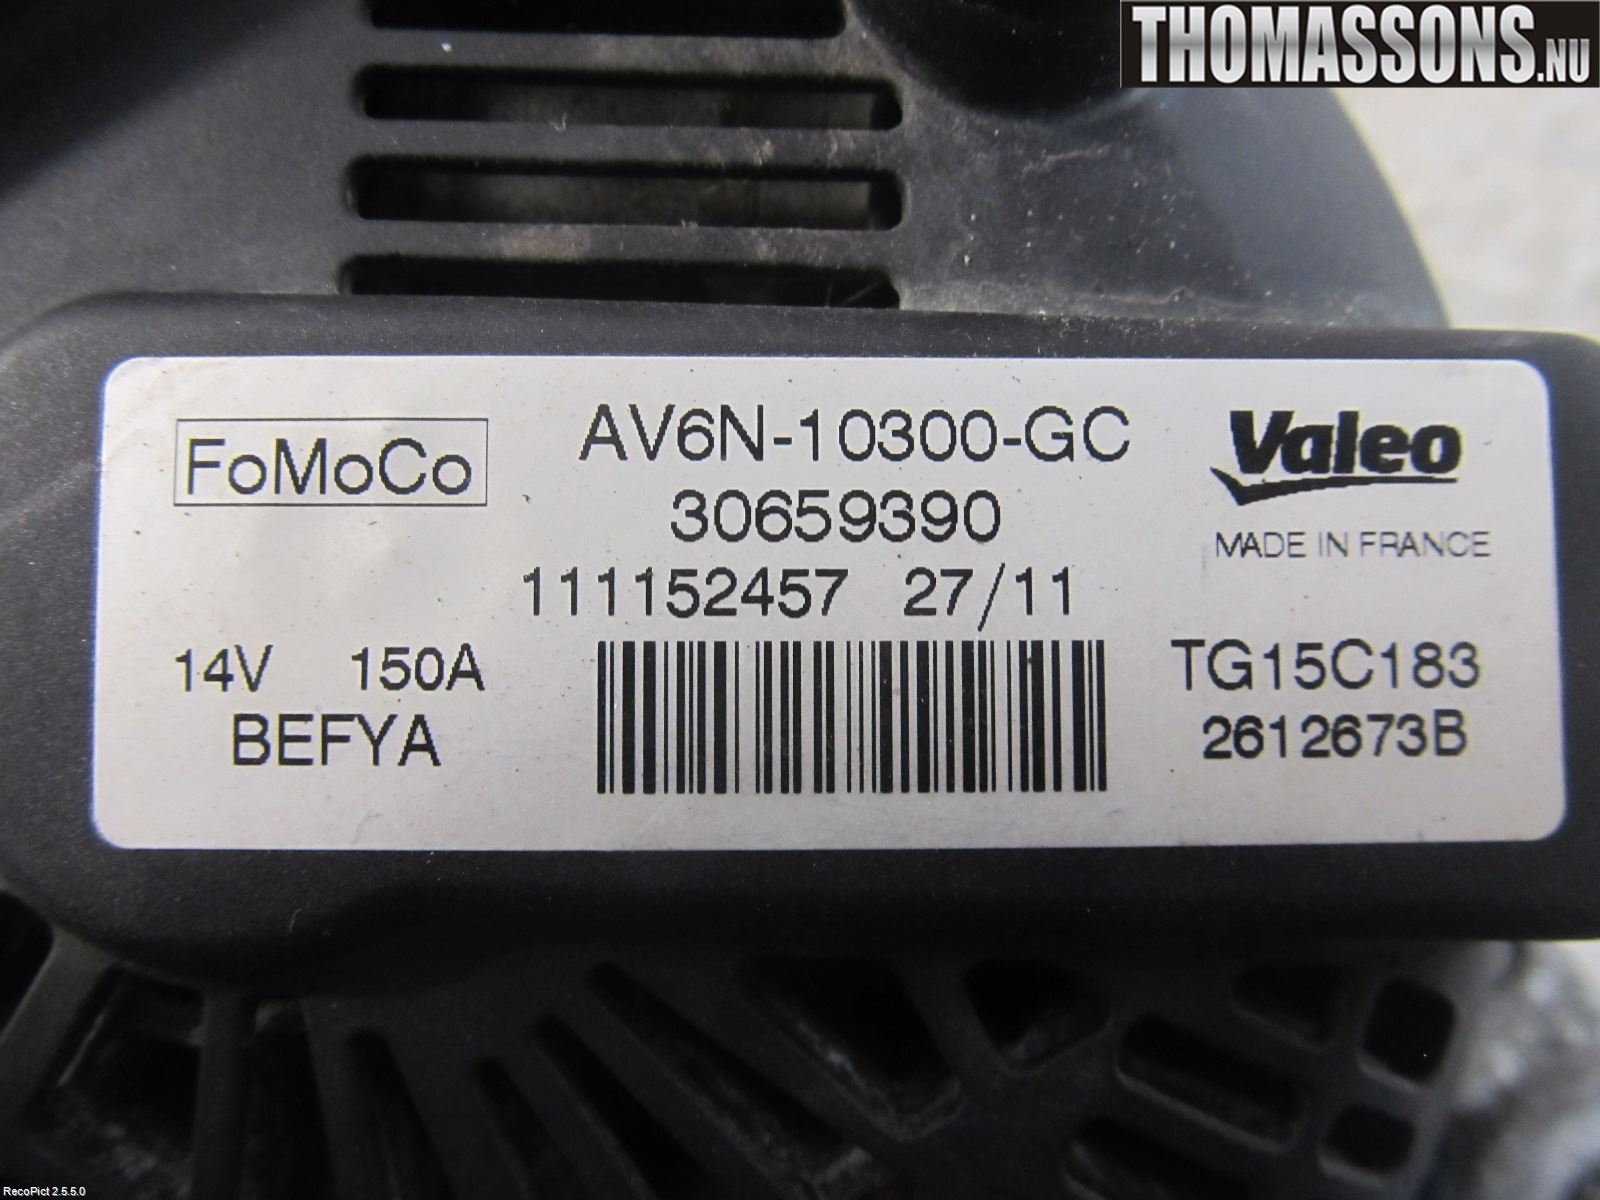 THOMASSONS.NU
FoMoCo
AV6N-10300-GC
30659390
111152457 27/11
Valeo
MADE IN FRANCE
14V 150A
BEFYA
TG15C183
2612673B
RecoPict 2.5.5.0